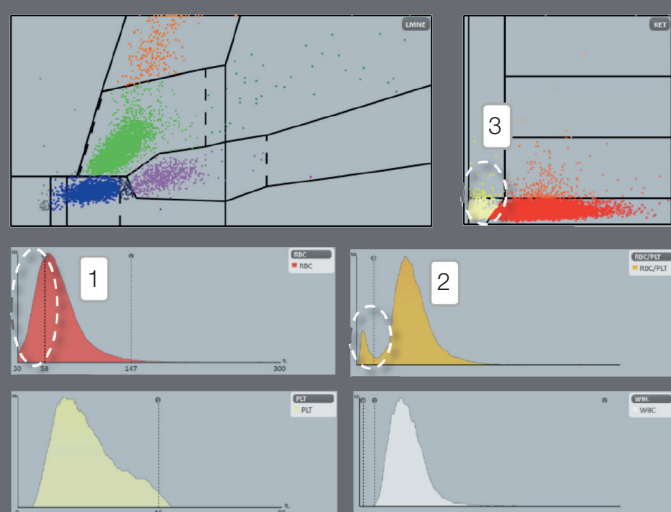 LMNE
RET
3
1
RBC
RBC
30
58
147
300
2
RBC/PLT
RBC/PLT
PLT
PLT
WBC
WBC